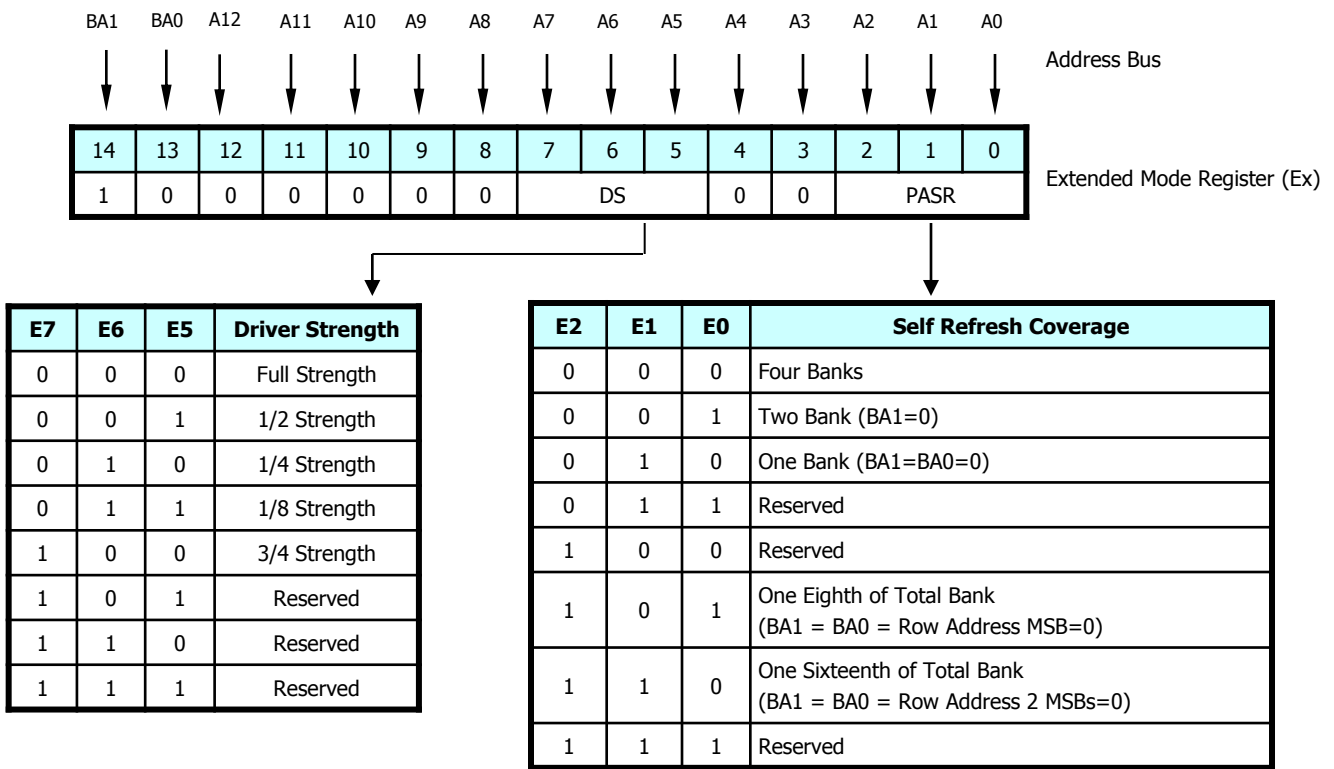 BA1 BA0 A12 A11 A10 A9 A8 A7 A6 A5 A4 A3 A2 A1 A0
Address Bus
14 13 12 11 10 9 8 7 6 5 4 3 2 1 0
1 0 0 0 0 0 0 DS 0 0 PASR
Extended Mode Register (Ex)
E7 E6 E5 Driver Strength
0 0 0 Full Strength
0 0 1 1/2 Strength
0 1 0 1/4 Strength
0 1 1 1/8 Strength
1 0 0 3/4 Strength
1 0 1 Reserved
1 1 0 Reserved
1 1 1 Reserved
E2 E1 E0 Self Refresh Coverage
0 0 0 Four Banks
0 0 1 Two Bank (BA1=0)
0 1 0 One Bank (BA1=BA0=0)
0 1 1 Reserved
1 0 0 Reserved
1 0 1 One Eighth of Total Bank
(BA1 = BA0 = Row Address MSB=0)
1 1 0 One Sixteenth of Total Bank
(BA1 = BA0 = Row Address 2 MSBs=0)
1 1 1 Reserved